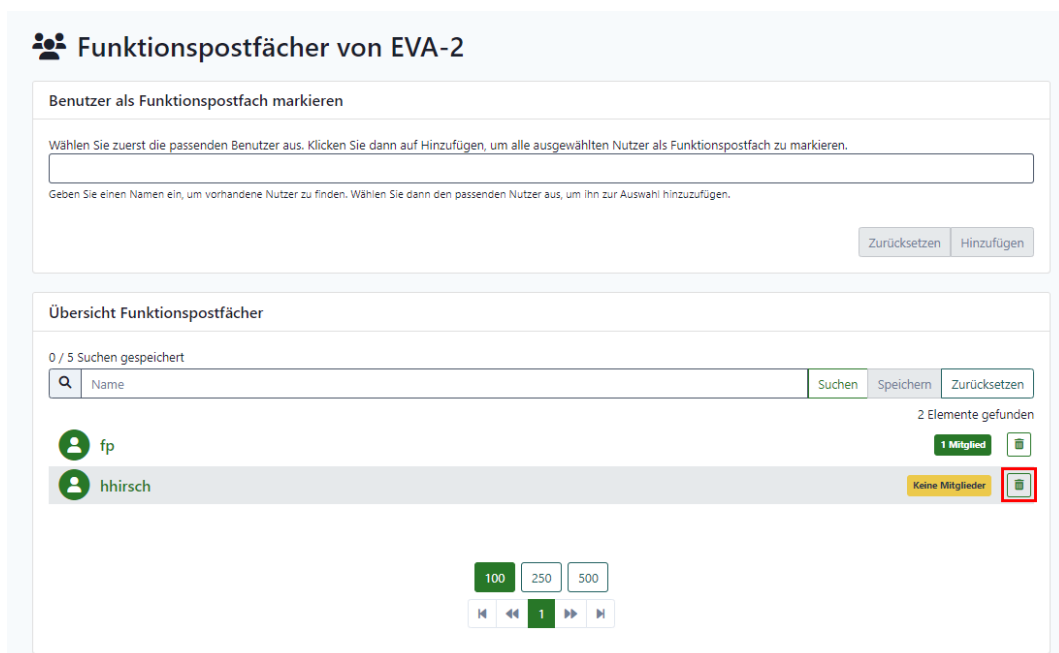 Funktionspostfächer von EVA-2
Benutzer als Funktionspostfach markieren
Wählen Sie zuerst die passenden Benutzer aus. Klicken Sie dann auf Hinzufügen, um alle ausgewählten Nutzer als Funktionspostfach zu markieren.
Geben Sie einen Namen ein, um vorhandene Nutzer zu finden. Wählen Sie dann den passenden Nutzer aus, um ihn zur Auswahl hinzuzufügen.
Zurücksetzen Hinzufügen
Übersicht Funktionspostfächer
0 / 5 Suchen gespeichert
Name Suchen Speichern Zurücksetzen
2 Elemente gefunden
fp 1 Mitglied
hhirsch Keine Mitglieder
100 250 500
1